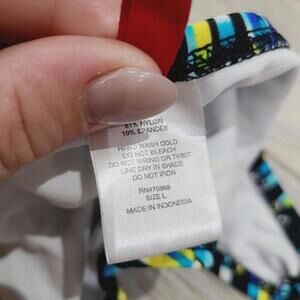 81% NYLON
19% SPANDEX
HAND WASH COLD
DO NOT BLEACH
DO NOT WRING OR TWIST
LINE DRY IN SHADE
DO NOT IRON
RN#75969
SIZE L
MADE IN INDONESIA